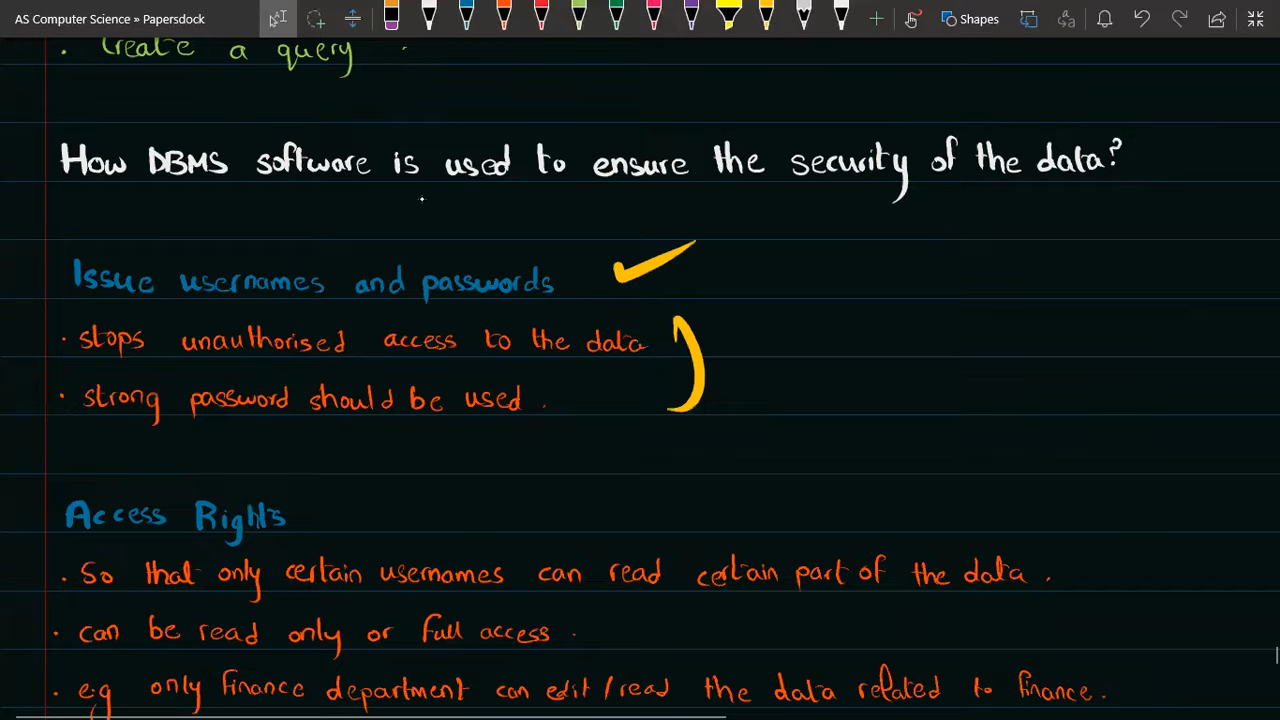 AS Computer Science » Papersdock
Shapes
• Create a query .
How DBMS software is used to ensure the security of the data?
Issue usernames and passwords
• stops unauthorised access to the data
• strong password should be used .
Access Rights
• So that only certain usernames can read certain part of the data .
• can be read only or full access .
• e.g only finance department can edit/read the data related to finance.